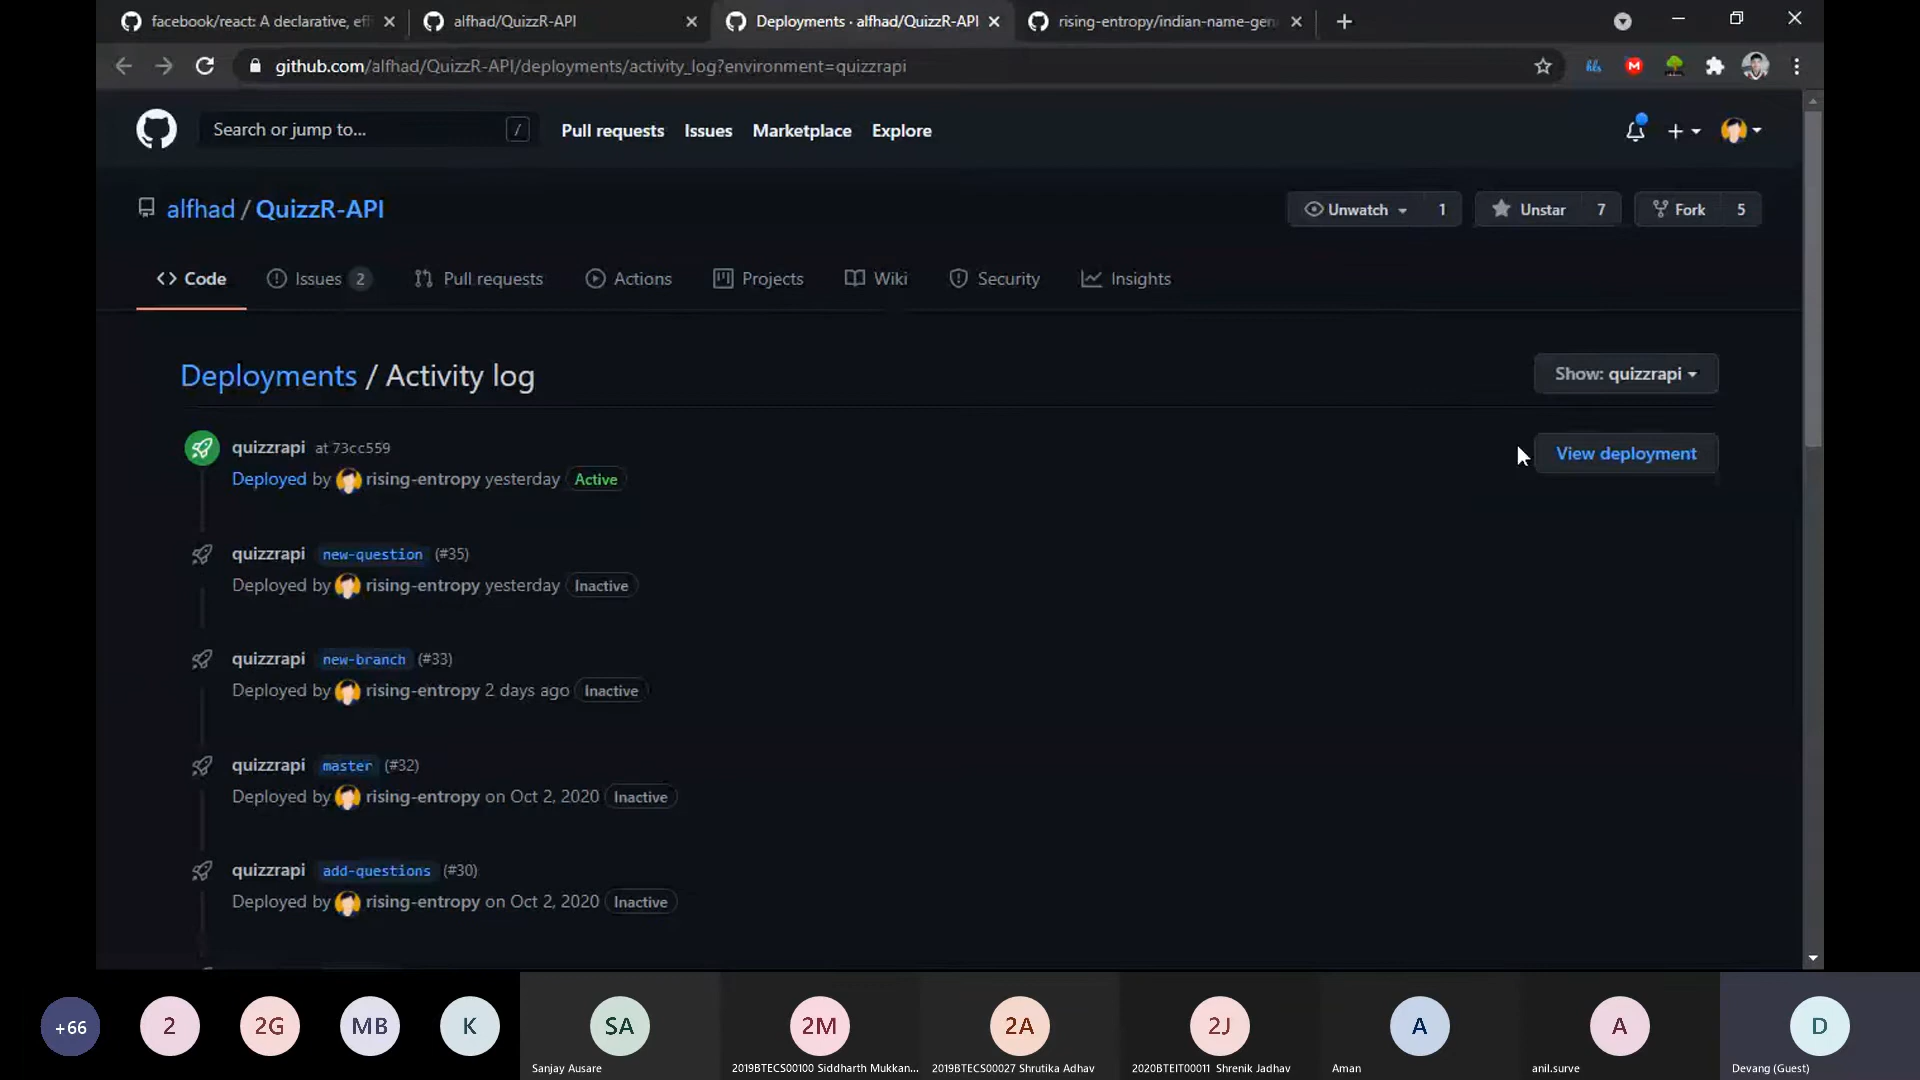 facebook/react: A declarative, eff
alfhad/QuizzR-API
Deployments · alfhad/QuizzR-API
rising-entropy/indian-name-gen
github.com/alfhad/QuizzR-API/deployments/activity_log?environment=quizzrapi
Search or jump to...
/
Pull requests
Issues
Marketplace
Explore
alfhad / QuizzR-API
Unwatch 1
Unstar 7
Fork 5
Code
Issues 2
Pull requests
Actions
Projects
Wiki
Security
Insights
Deployments / Activity log
Show: quizzrapi
quizzrapi at 73cc559
Deployed by rising-entropy yesterday Active
View deployment
quizzrapi new-question (#35)
Deployed by rising-entropy yesterday Inactive
quizzrapi new-branch (#33)
Deployed by rising-entropy 2 days ago Inactive
quizzrapi master (#32)
Deployed by rising-entropy on Oct 2, 2020 Inactive
quizzrapi add-questions (#30)
Deployed by rising-entropy on Oct 2, 2020 Inactive
+66
2
2G
MB
K
SA
Sanjay Ausare
2M
2019BTECS00100 Siddharth Mukkan...
2A
2019BTECS00027 Shrutika Adhav
2J
2020BTEIT00011 Shrenik Jadhav
A
Aman
A
anil.surve
D
Devang (Guest)